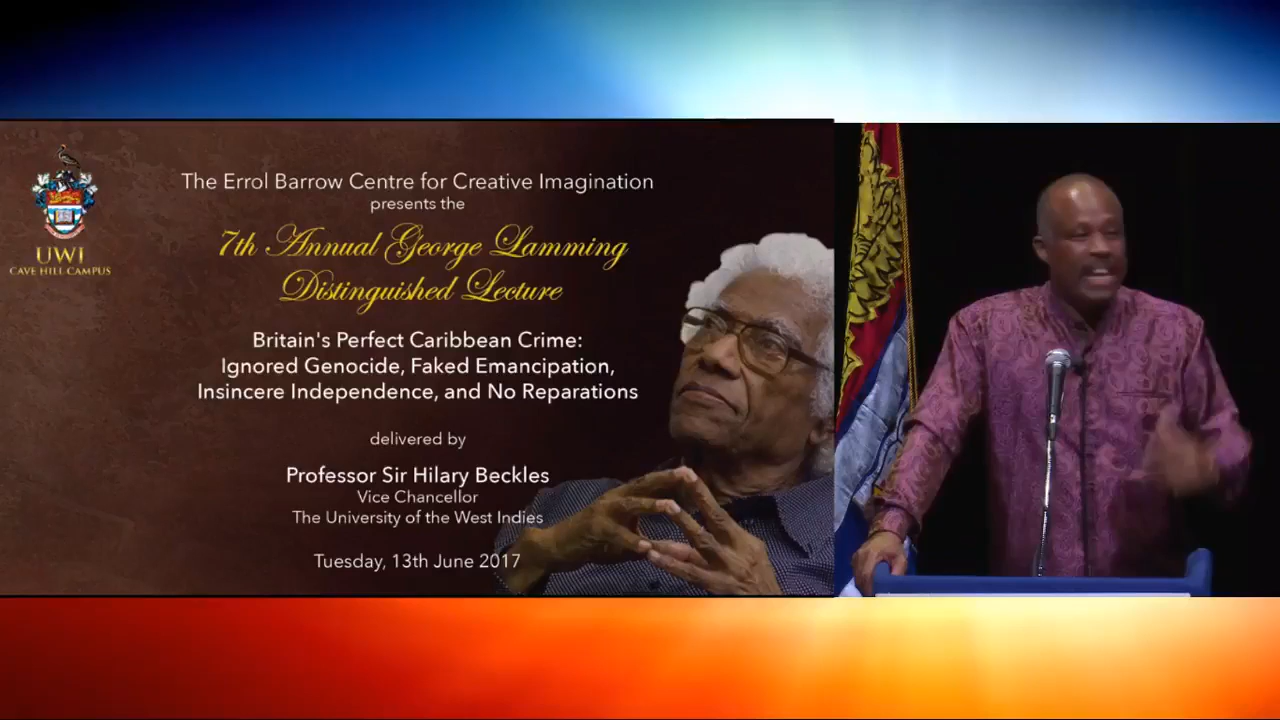 UWI
CAVE HILL CAMPUS
The Errol Barrow Centre for Creative Imagination
presents the
7th Annual George Lamming
Distinguished Lecture
Britain's Perfect Caribbean Crime:
Ignored Genocide, Faked Emancipation,
Insincere Independence, and No Reparations
delivered by
Professor Sir Hilary Beckles
Vice Chancellor
The University of the West Indies
Tuesday, 13th June 2017